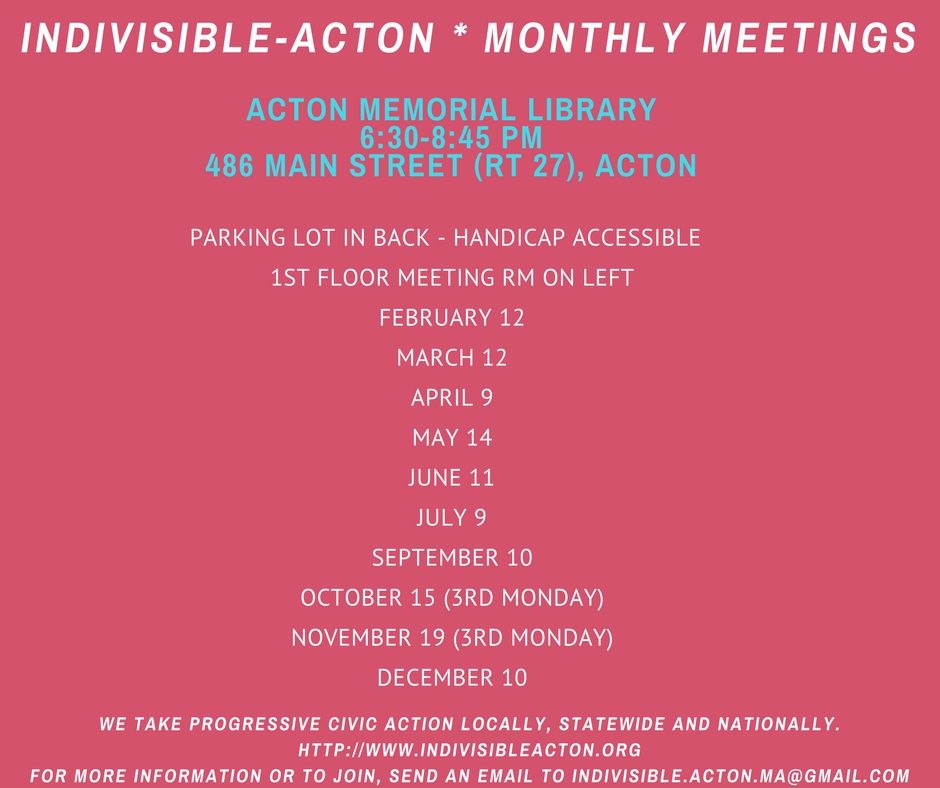 INDIVISIBLE-ACTON * MONTHLY MEETINGS
ACTON MEMORIAL LIBRARY
6:30-8:45 PM
486 MAIN STREET (RT 27), ACTON
PARKING LOT IN BACK - HANDICAP ACCESSIBLE
1ST FLOOR MEETING RM ON LEFT
FEBRUARY 12
MARCH 12
APRIL 9
MAY 14
JUNE 11
JULY 9
SEPTEMBER 10
OCTOBER 15 (3RD MONDAY)
NOVEMBER 19 (3RD MONDAY)
DECEMBER 10
WE TAKE PROGRESSIVE CIVIC ACTION LOCALLY, STATEWIDE AND NATIONALLY.
HTTP://WWW.INDIVISIBLEACTON.ORG
FOR MORE INFORMATION OR TO JOIN, SEND AN EMAIL TO INDIVISIBLE.ACTON.MA@GMAIL.COM